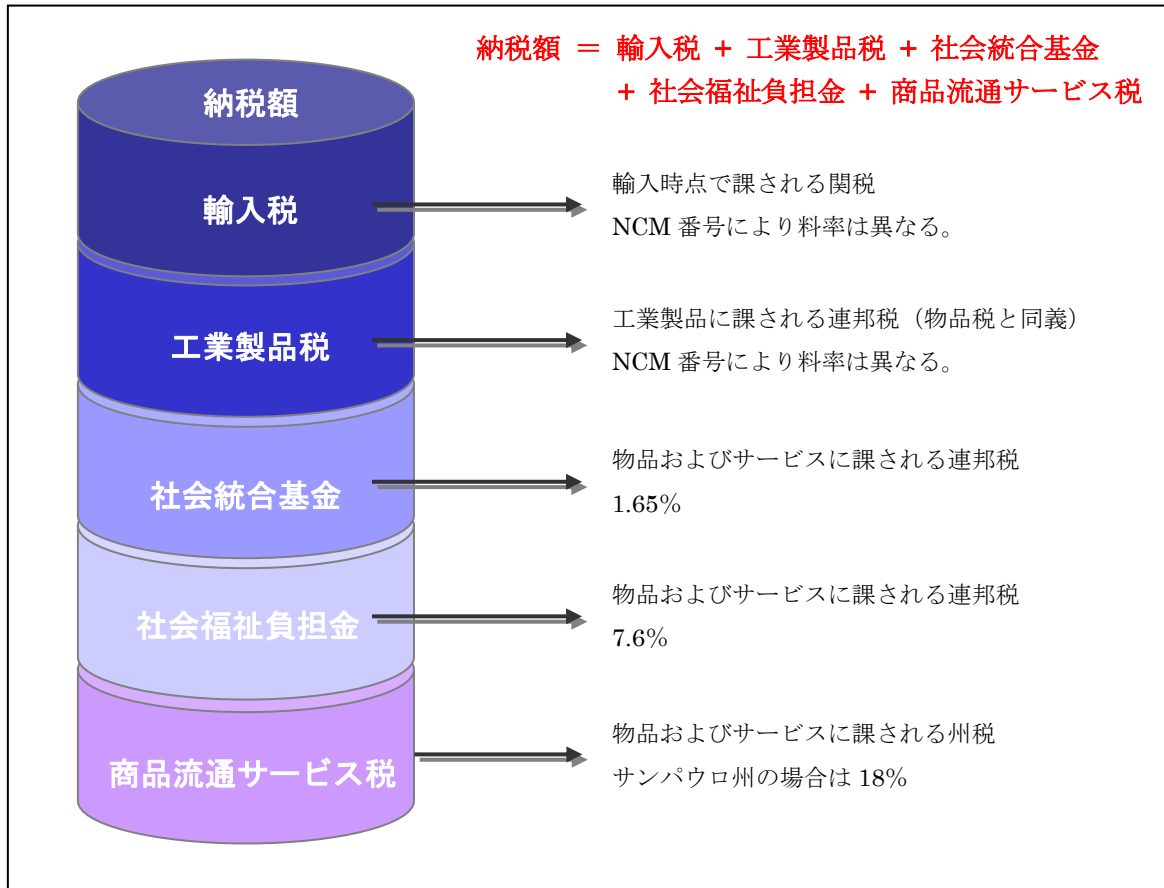 納税額 = 輸入税 + 工業製品税 + 社会統合基金
+ 社会福祉負担金 + 商品流通サービス税
納税額
輸入税
輸入時点で課される関税
NCM 番号により料率は異なる。
工業製品税
工業製品に課される連邦税（物品税と同義）
NCM 番号により料率は異なる。
社会統合基金
物品およびサービスに課される連邦税
1.65%
社会福祉負担金
物品およびサービスに課される連邦税
7.6%
商品流通サービス税
物品およびサービスに課される州税
サンパウロ州の場合は 18%